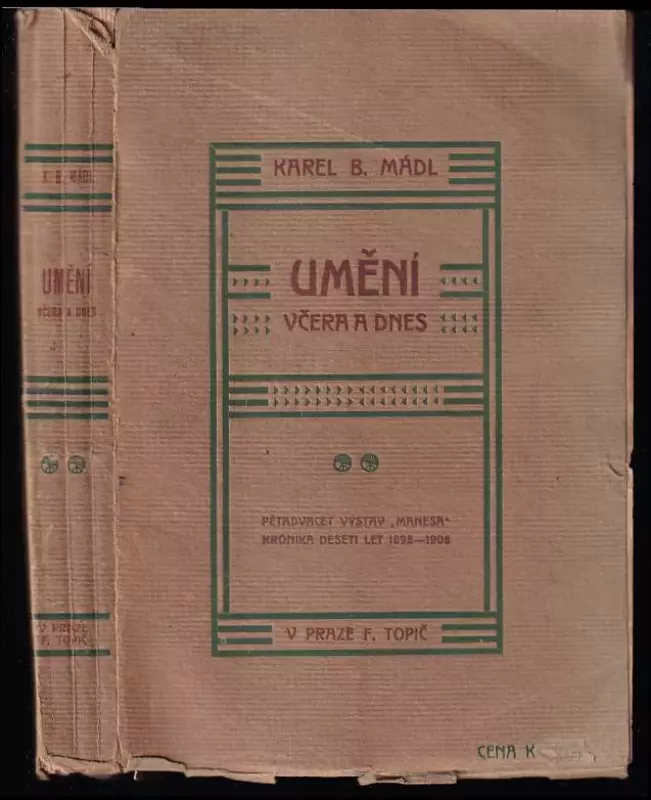 K. B. MÁDL
UMĚNÍ
VČERA A DNES
V PRAZE
F. TOPIČ
KAREL B. MÁDL
UMĚNÍ
VČERA A DNES
PĚTADVACET VÝSTAV „MANESA“
KRONIKA DESETI LET 1898—1908
V PRAZE F. TOPIČ
CENA K